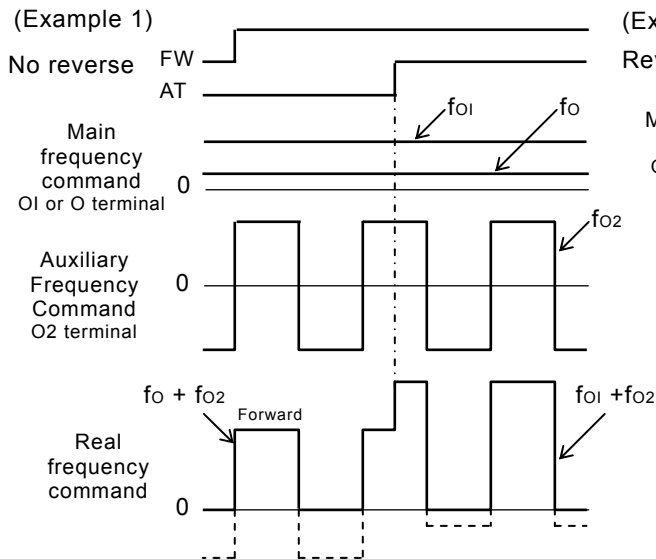 (Example 1)
(Ex
No reverse
FW
Rev
AT
fOI
fO
Main
frequency
command
OI or O terminal
0
M
fO2
Auxiliary
Frequency
Command
O2 terminal
0
fO + fO2
Forward
fOI +fO2
Real
frequency
command
0